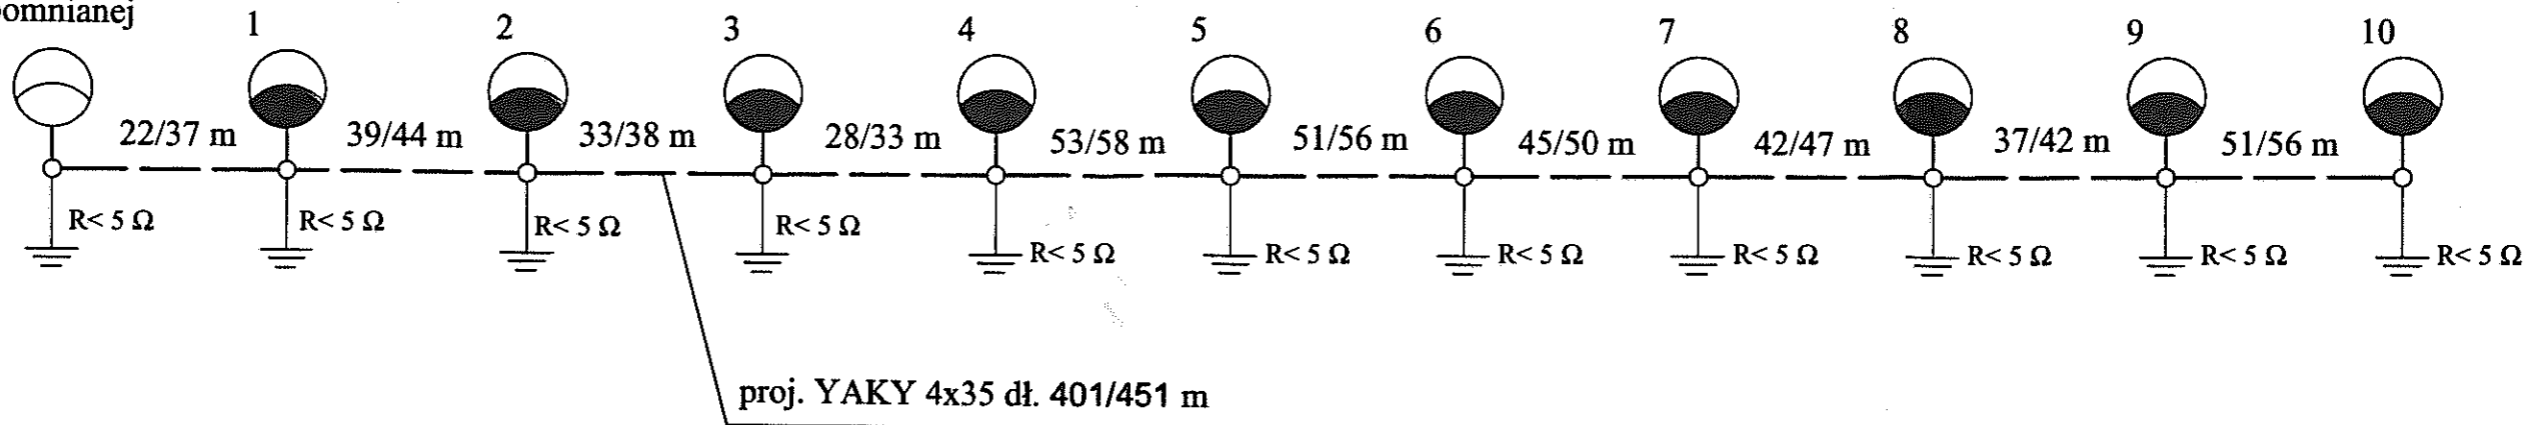 omnianej
1 2 3 4 5 6 7 8 9 10
22/37 m 39/44 m 33/38 m 28/33 m 53/58 m 51/56 m 45/50 m 42/47 m 37/42 m 51/56 m
R< 5 Ω R< 5 Ω R< 5 Ω R< 5 Ω R< 5 Ω R< 5 Ω R< 5 Ω R< 5 Ω R< 5 Ω R< 5 Ω R< 5 Ω
proj. YAKY 4x35 dł. 401/451 m